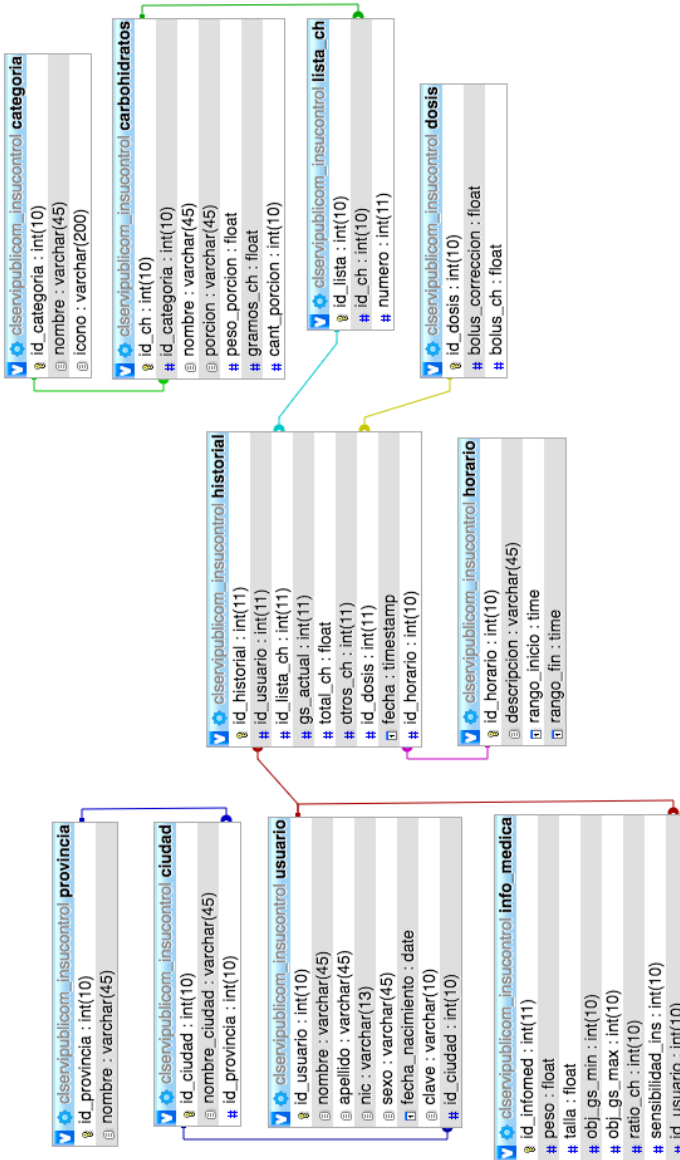 v clservipublicom_insucontrol provincia
id_provincia : int(10)
nombre : varchar(45)
v clservipublicom_insucontrol ciudad
id_ciudad : int(10)
nombre_ciudad : varchar(45)
# id_provincia : int(10)
v clservipublicom_insucontrol usuario
id_usuario : int(10)
nombre : varchar(45)
apellido : varchar(45)
nic : varchar(13)
sexo : varchar(45)
fecha_nacimiento : date
clave : varchar(10)
# id_ciudad : int(10)
v clservipublicom_insucontrol info_medica
id_infomed : int(11)
# peso : float
# talla : float
# obj_gs_min : int(10)
# obj_gs_max : int(10)
# ratio_ch : int(10)
# sensibilidad_ins : int(10)
# id_usuario : int(10)
v clservipublicom_insucontrol historial
id_historial : int(11)
# id_usuario : int(11)
# id_lista_ch : int(11)
# gs_actual : int(11)
# total_ch : float
# otros_ch : int(11)
# id_dosis : int(11)
fecha : timestamp
# id_horario : int(10)
v clservipublicom_insucontrol horario
id_horario : int(10)
descripcion : varchar(45)
rango_inicio : time
rango_fin : time
v clservipublicom_insucontrol categoria
id_categoria : int(10)
nombre : varchar(45)
icono : varchar(200)
v clservipublicom_insucontrol carbohidratos
id_ch : int(10)
# id_categoria : int(10)
nombre : varchar(45)
porcion : varchar(45)
# peso_porcion : float
# gramos_ch : float
# cant_porcion : int(10)
v clservipublicom_insucontrol lista_ch
id_lista : int(10)
# id_ch : int(10)
# numero : int(11)
v clservipublicom_insucontrol dosis
id_dosis : int(10)
# bolus_correccion : float
# bolus_ch : float